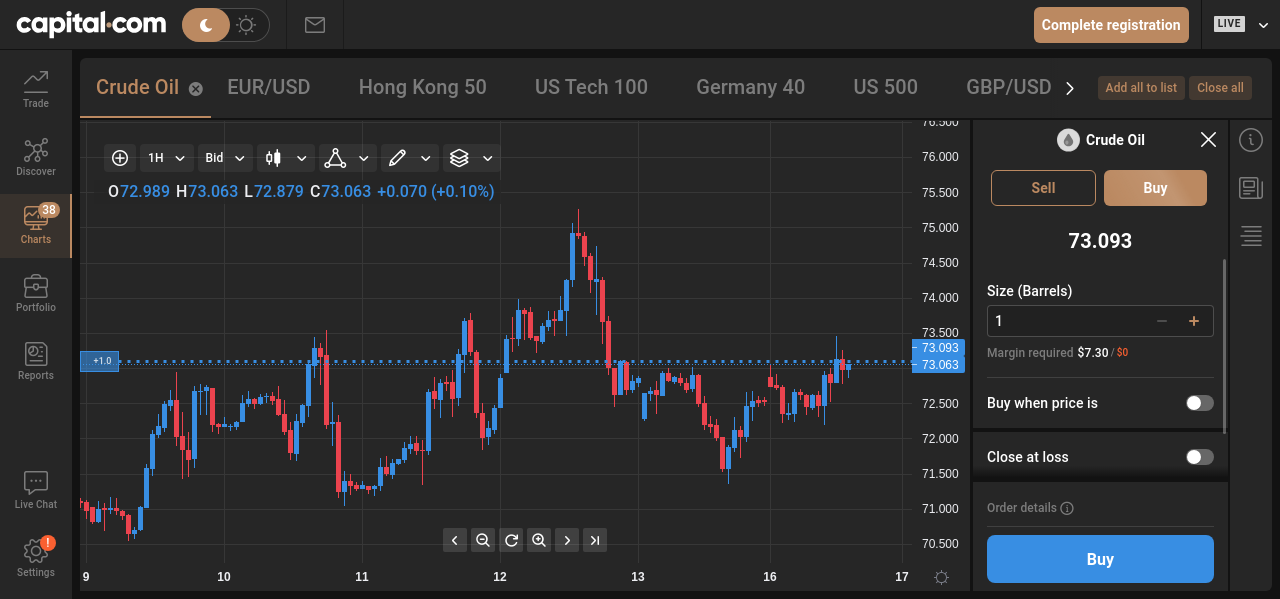 capital.com
Complete registration
LIVE
Trade
Discover
38
Charts
Portfolio
Reports
Live Chat
!
Settings
Crude Oil EUR/USD Hong Kong 50 US Tech 100 Germany 40 US 500 GBP/USD
Add all to list Close all
1H Bid
O72.989 H73.063 L72.879 C73.063 +0.070 (+0.10%)
+1.0
76.500
76.000
75.500
75.000
74.500
74.000
73.500
73.093
73.063
72.500
72.000
71.500
71.000
70.500
9 10 11 12 13 16 17
Crude Oil
Sell Buy
73.093
Size (Barrels)
1
Margin required $7.30 / $0
Buy when price is
Close at loss
Order details
Buy